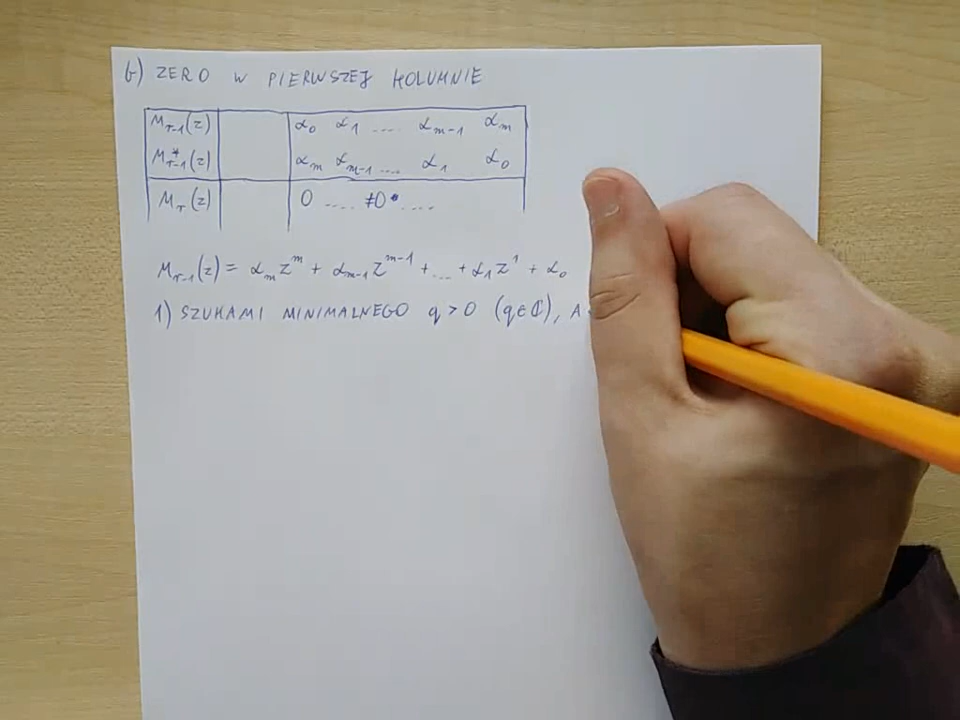 b) ZERO W PIERWSZEJ KOLUMNIE
M_{r-1}(z) α_0 α_1 .... α_{m-1} α_m
M*_{r-1}(z) α_m α_{m-1} .... α_1 α_0
M_r(z) 0 .... ≠0 ....
M_{r-1}(z) = α_m z^m + α_{m-1} z^{m-1} + ... + α_1 z^1 + α_0
1) SZUKAMY MINIMALNEGO q > 0 (q∈ℂ), A